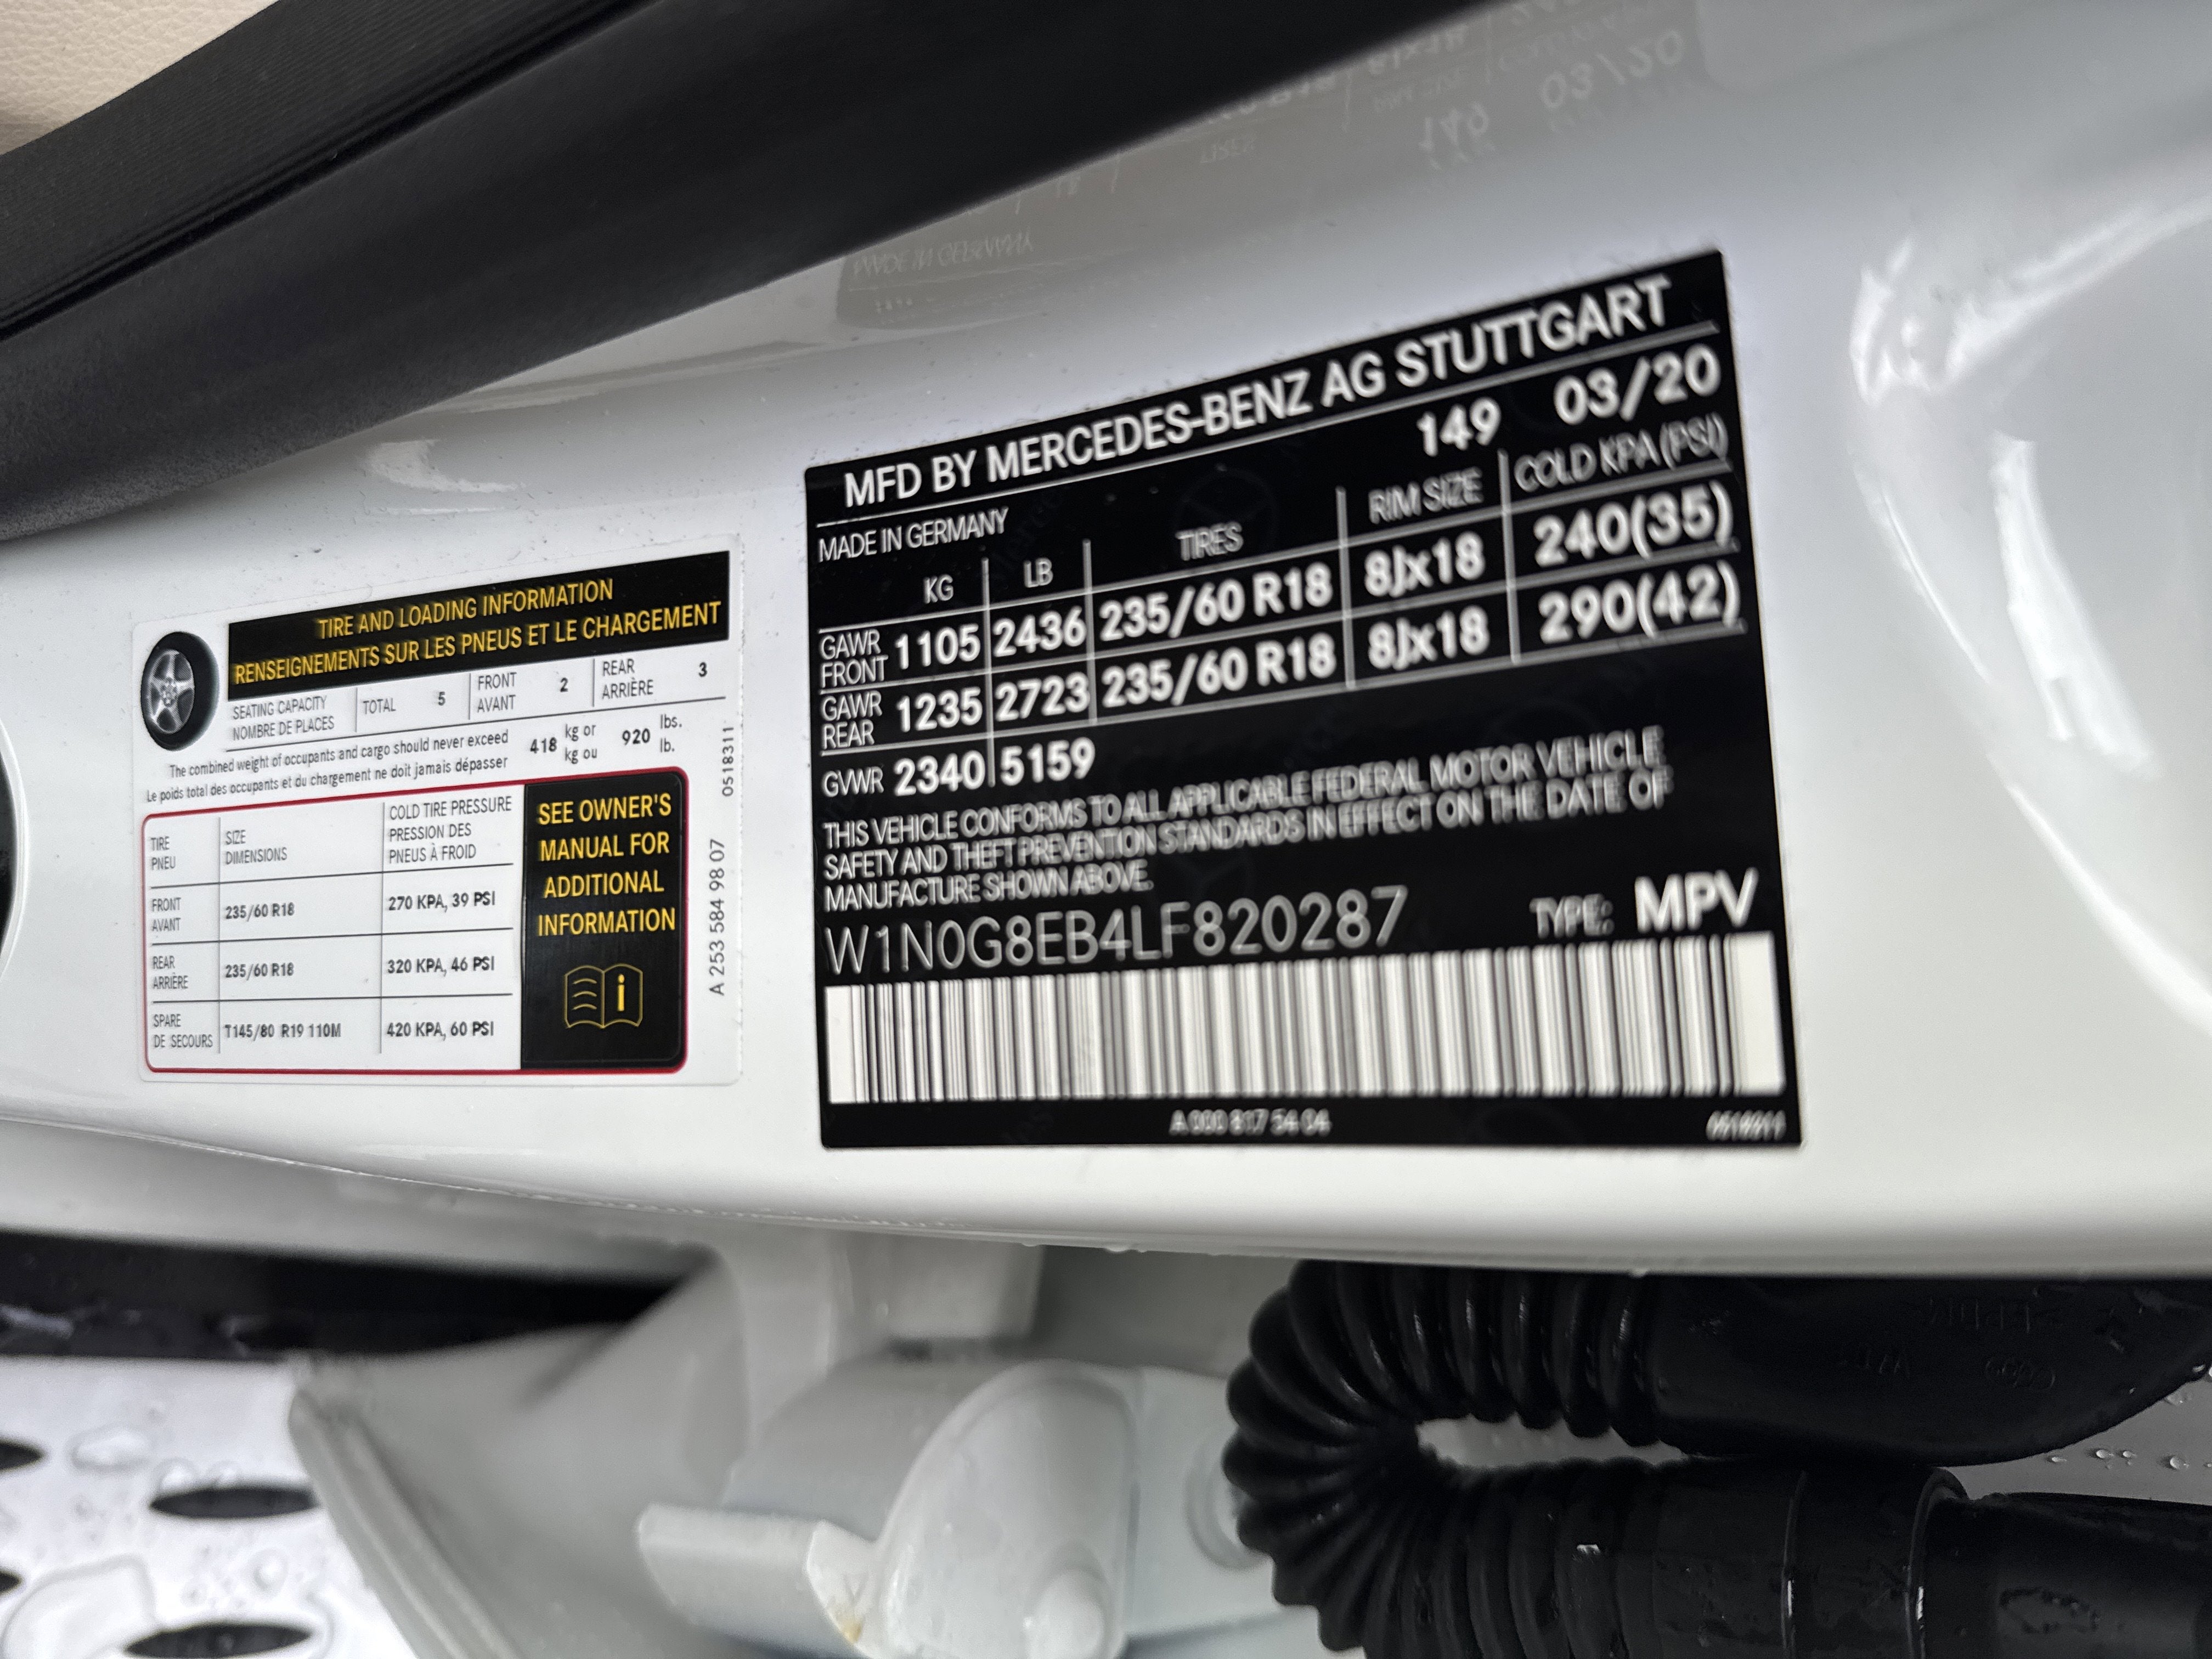 TIRE AND LOADING INFORMATION
RENSEIGNEMENTS SUR LES PNEUS ET LE CHARGEMENT
SEATING CAPACITY
NOMBRE DE PLACES
TOTAL 5
FRONT
AVANT
2
REAR
ARRIÈRE
3
The combined weight of occupants and cargo should never exceed
Le poids total des occupants et du chargement ne doit jamais dépasser
418
kg or
kg ou
920
lbs.
lb.
TIRE
PNEU
SIZE
DIMENSIONS
COLD TIRE PRESSURE
PRESSION DES
PNEUS À FROID
FRONT
AVANT
235/60 R18
270 KPA, 39 PSI
REAR
ARRIÈRE
235/60 R18
320 KPA, 46 PSI
SPARE
DE SECOURS
T145/80 R19 110M
420 KPA, 60 PSI
SEE OWNER'S
MANUAL FOR
ADDITIONAL
INFORMATION
i
0518311
A 253 584 98 07
MFD BY MERCEDES-BENZ AG STUTTGART
MADE IN GERMANY
149 03/20
KG LB TIRES RIM SIZE COLD KPA (PSI)
GAWR
FRONT
1105 2436 235/60 R18 8Jx18 240(35)
GAWR
REAR
1235 2723 235/60 R18 8Jx18 290(42)
GVWR 2340 5159
THIS VEHICLE CONFORMS TO ALL APPLICABLE FEDERAL MOTOR VEHICLE
SAFETY AND THEFT PREVENTION STANDARDS IN EFFECT ON THE DATE OF
MANUFACTURE SHOWN ABOVE.
W1N0G8EB4LF820287 TYPE: MPV
A 000 817 54 04